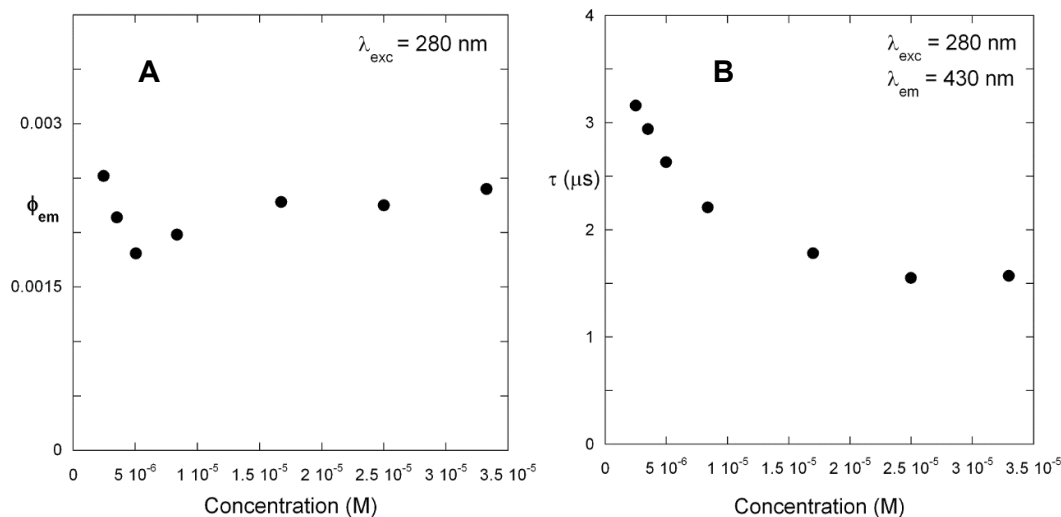 A
λexc = 280 nm
0.003
ϕem
0.0015
0
0
5 10-6
1 10-5
1.5 10-5
2 10-5
2.5 10-5
3 10-5
3.5 10-5
Concentration (M)
B
λexc = 280 nm
λem = 430 nm
4
3
τ (μs)
2
1
0
0
5 10-6
1 10-5
1.5 10-5
2 10-5
2.5 10-5
3 10-5
3.5 10-5
Concentration (M)